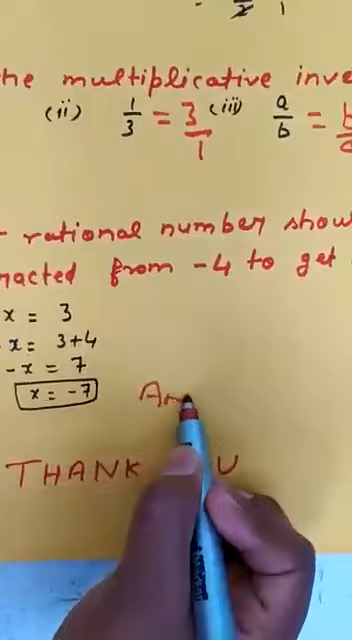 he multiplicative inve
(ii) 1/3 = 3/1 (iii) a/b =
rational number shou
racted from -4 to get
x = 3
x = 3+4
-x = 7
x = -7
THANK